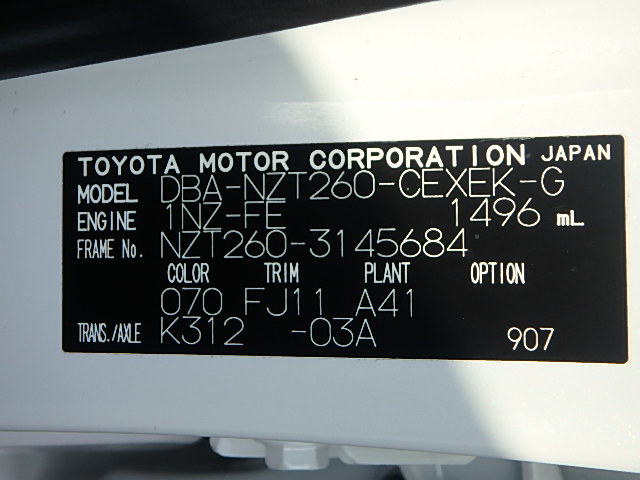 TOYOTA MOTOR CORPORATION JAPAN
MODEL DBA-NZT260-CEXEK-G
ENGINE 1NZ-FE 1496 mL
FRAME No. NZT260-3145684
COLOR TRIM PLANT OPTION
070 FJ11 A41
TRANS./AXLE K312 -03A 907